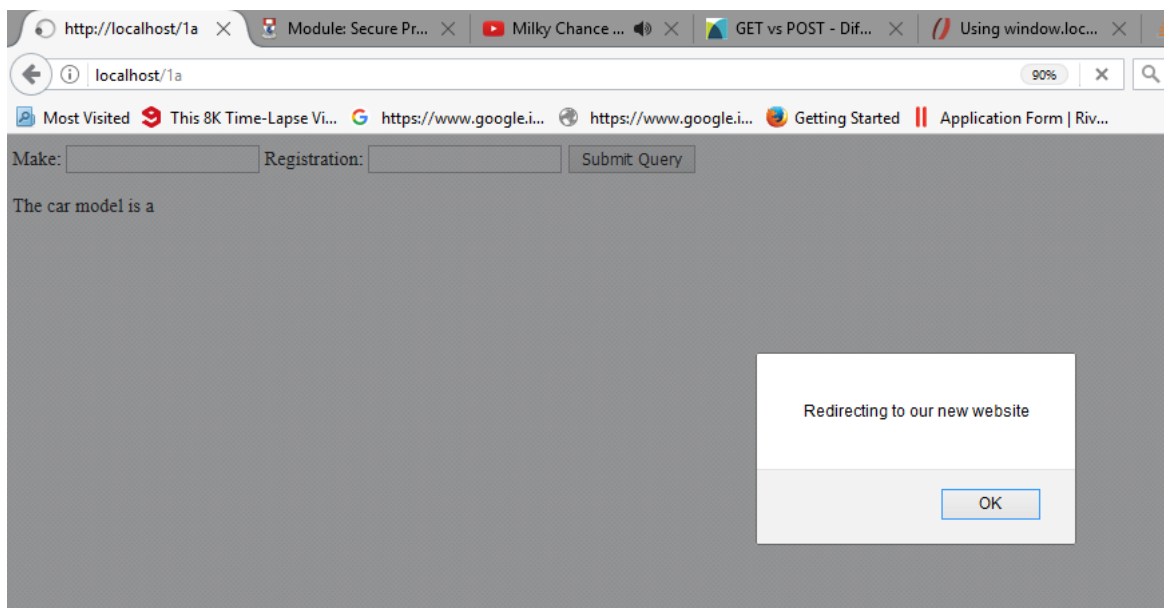 http://localhost/1a Module: Secure Pr... Milky Chance ... GET vs POST - Dif... Using window.loc...
localhost/1a 90%
Most Visited This 8K Time-Lapse Vi... https://www.google.i... https://www.google.i... Getting Started Application Form | Riv...
Make: Registration: Submit Query
The car model is a
Redirecting to our new website
OK